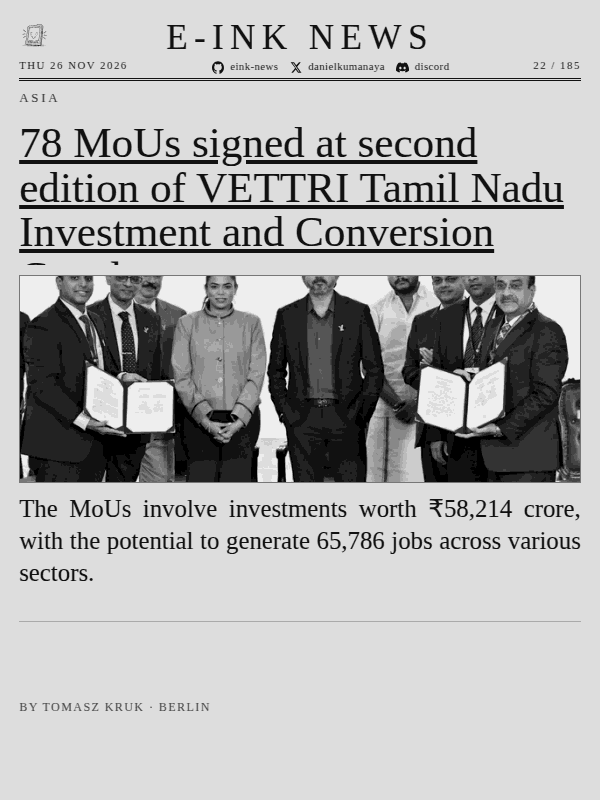 E-INK NEWS
THU 26 NOV 2026
eink-news danielkumanaya discord
22 / 185
ASIA
78 MoUs signed at second
edition of VETTRI Tamil Nadu
Investment and Conversion
The MoUs involve investments worth ₹58,214 crore,
with the potential to generate 65,786 jobs across various
sectors.
BY TOMASZ KRUK · BERLIN